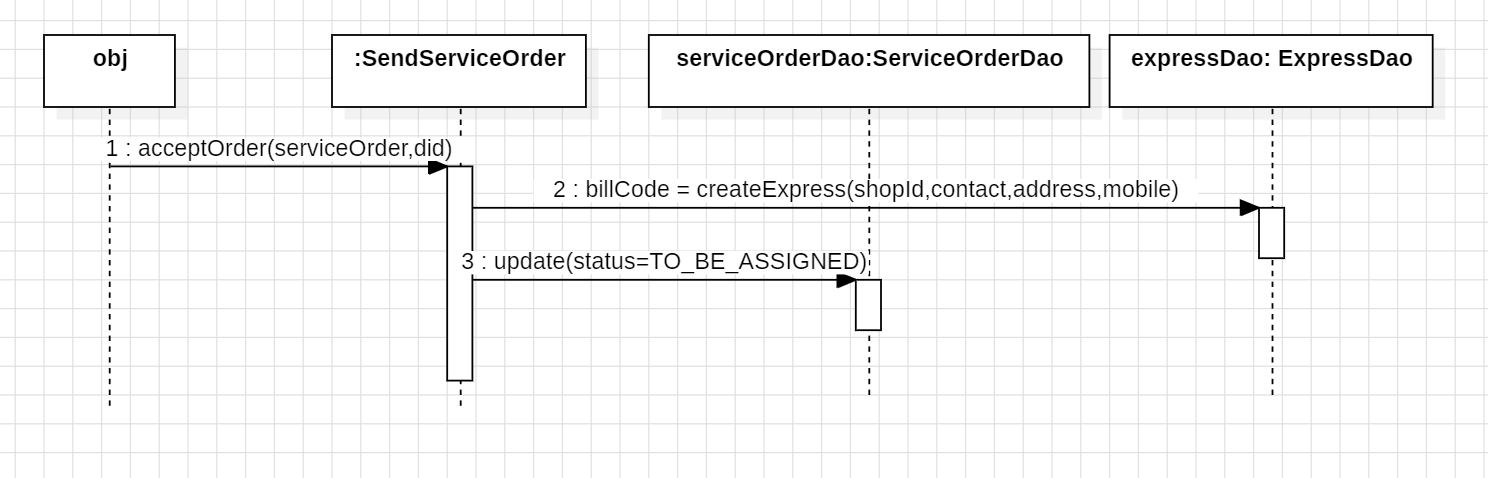 obj
:SendServiceOrder
serviceOrderDao:ServiceOrderDao
expressDao: ExpressDao
1 : acceptOrder(serviceOrder,did)
2 : billCode = createExpress(shopId,contact,address,mobile)
3 : update(status=TO_BE_ASSIGNED)